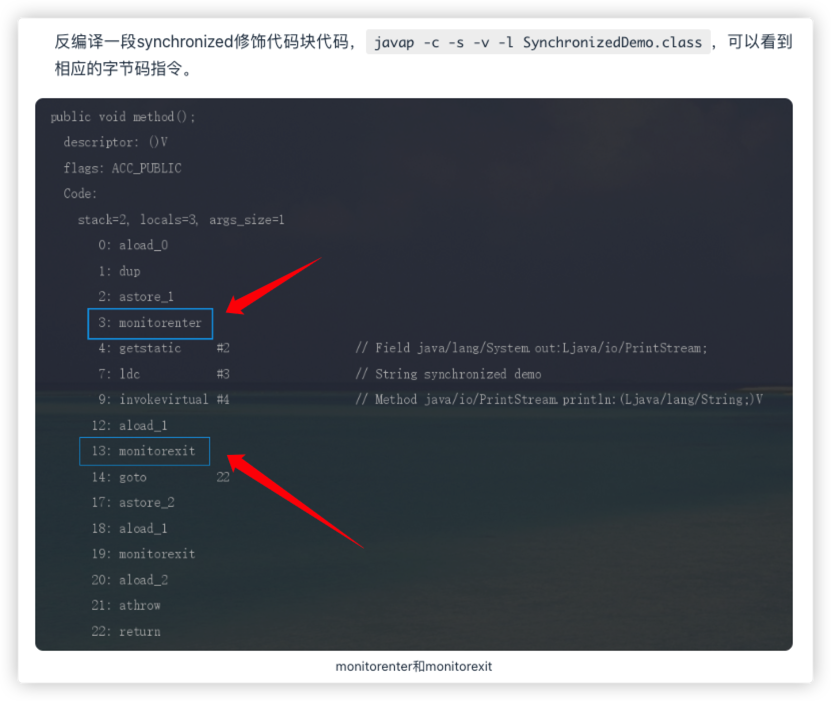 反编译一段synchronized修饰代码块代码， javap -c -s -v -l SynchronizedDemo.class ，可以看到
相应的字节码指令。
public void method();
descriptor: ()V
flags: ACC_PUBLIC
Code:
stack=2, locals=3, args_size=1
0: aload_0
1: dup
2: astore_1
3: monitorenter
4: getstatic #2 // Field java/lang/System.out:Ljava/io/PrintStream;
7: ldc #3 // String synchronized demo
9: invokevirtual #4 // Method java/io/PrintStream.println:(Ljava/lang/String;)V
12: aload_1
13: monitorexit
14: goto 22
17: astore_2
18: aload_1
19: monitorexit
20: aload_2
21: athrow
22: return
monitorenter和monitorexit